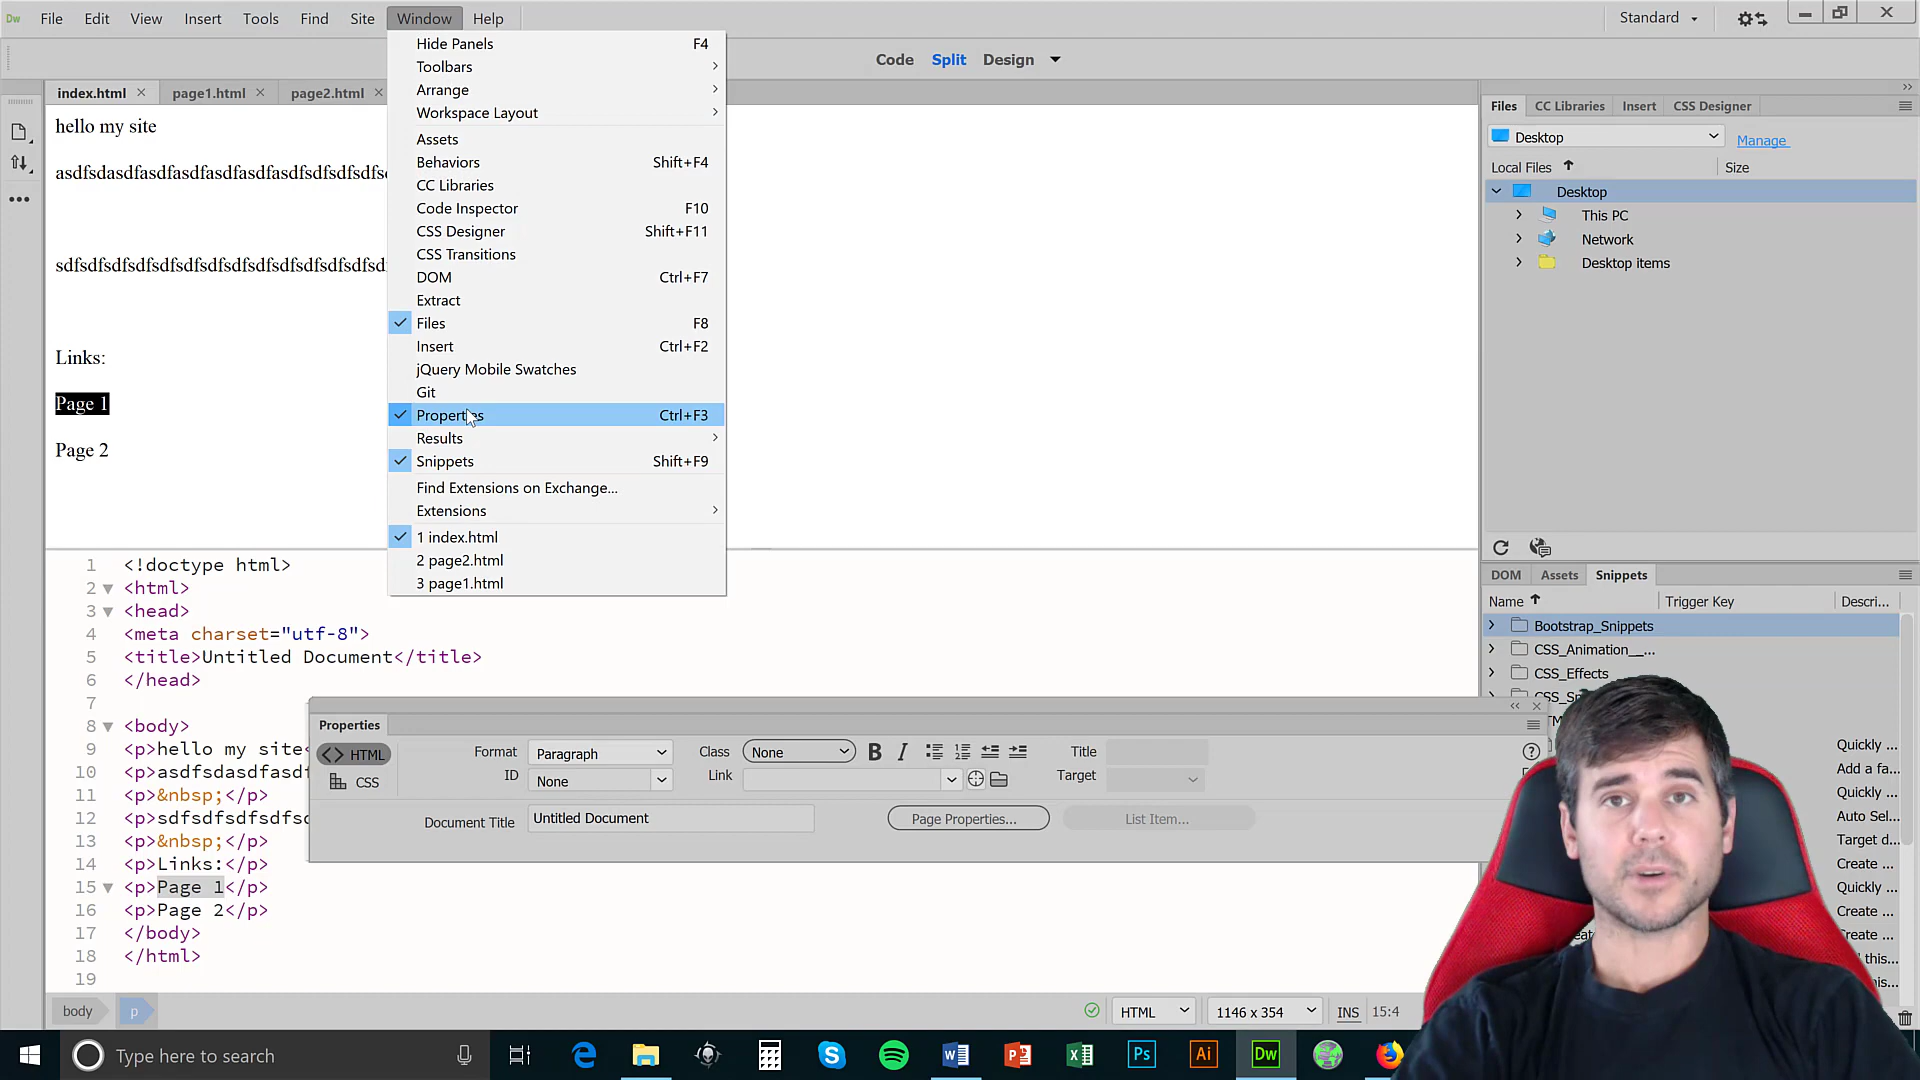 Dw File Edit View Insert Tools Find Site Window Help Standard
Code Split Design
index.html page1.html page2.html
hello my site
asdfsdasdfasdfasdfasdfasdfasdfsdfsdfsdfs
sdfsdfsdfsdfsdfsdfsdfsdfsdfsdfsdfsdfsdfsdf
Links:
Page 1
Page 2
Hide Panels F4
Toolbars
Arrange
Workspace Layout
Assets
Behaviors Shift+F4
CC Libraries
Code Inspector F10
CSS Designer Shift+F11
CSS Transitions
DOM Ctrl+F7
Extract
Files F8
Insert Ctrl+F2
jQuery Mobile Swatches
Git
Properties Ctrl+F3
Results
Snippets Shift+F9
Find Extensions on Exchange...
Extensions
1 index.html
2 page2.html
3 page1.html
Files CC Libraries Insert CSS Designer
Desktop Manage
Local Files Size
Desktop
This PC
Network
Desktop items
DOM Assets Snippets
Name Trigger Key Descri...
Bootstrap_Snippets
CSS_Animation__...
CSS_Effects
Quickly ...
Add a fa...
Quickly ...
Auto Sel...
Target d...
Create ...
Quickly ...
Create ...
Create ...
1 <!doctype html>
2 <html>
3 <head>
4 <meta charset="utf-8">
5 <title>Untitled Document</title>
6 </head>
7
8 <body>
9 <p>hello my site
10 <p>asdfsdasdfasdf
11 <p>&nbsp;</p>
12 <p>sdfsdfsdfsdfsd
13 <p>&nbsp;</p>
14 <p>Links:</p>
15 <p>Page 1</p>
16 <p>Page 2</p>
17 </body>
18 </html>
19
Properties
HTML Format Paragraph Class None B I Title
CSS ID None Link Target
Document Title Untitled Document Page Properties... List Item...
body p HTML 1146 x 354 INS 15:4
Type here to search
Ps Ai Dw